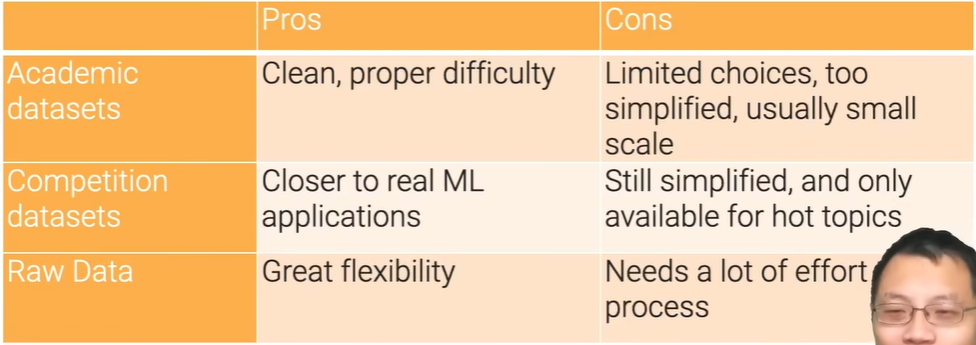 Pros
Cons
Academic
datasets
Clean, proper difficulty
Limited choices, too
simplified, usually small
scale
Competition
datasets
Closer to real ML
applications
Still simplified, and only
available for hot topics
Raw Data
Great flexibility
Needs a lot of effort
process